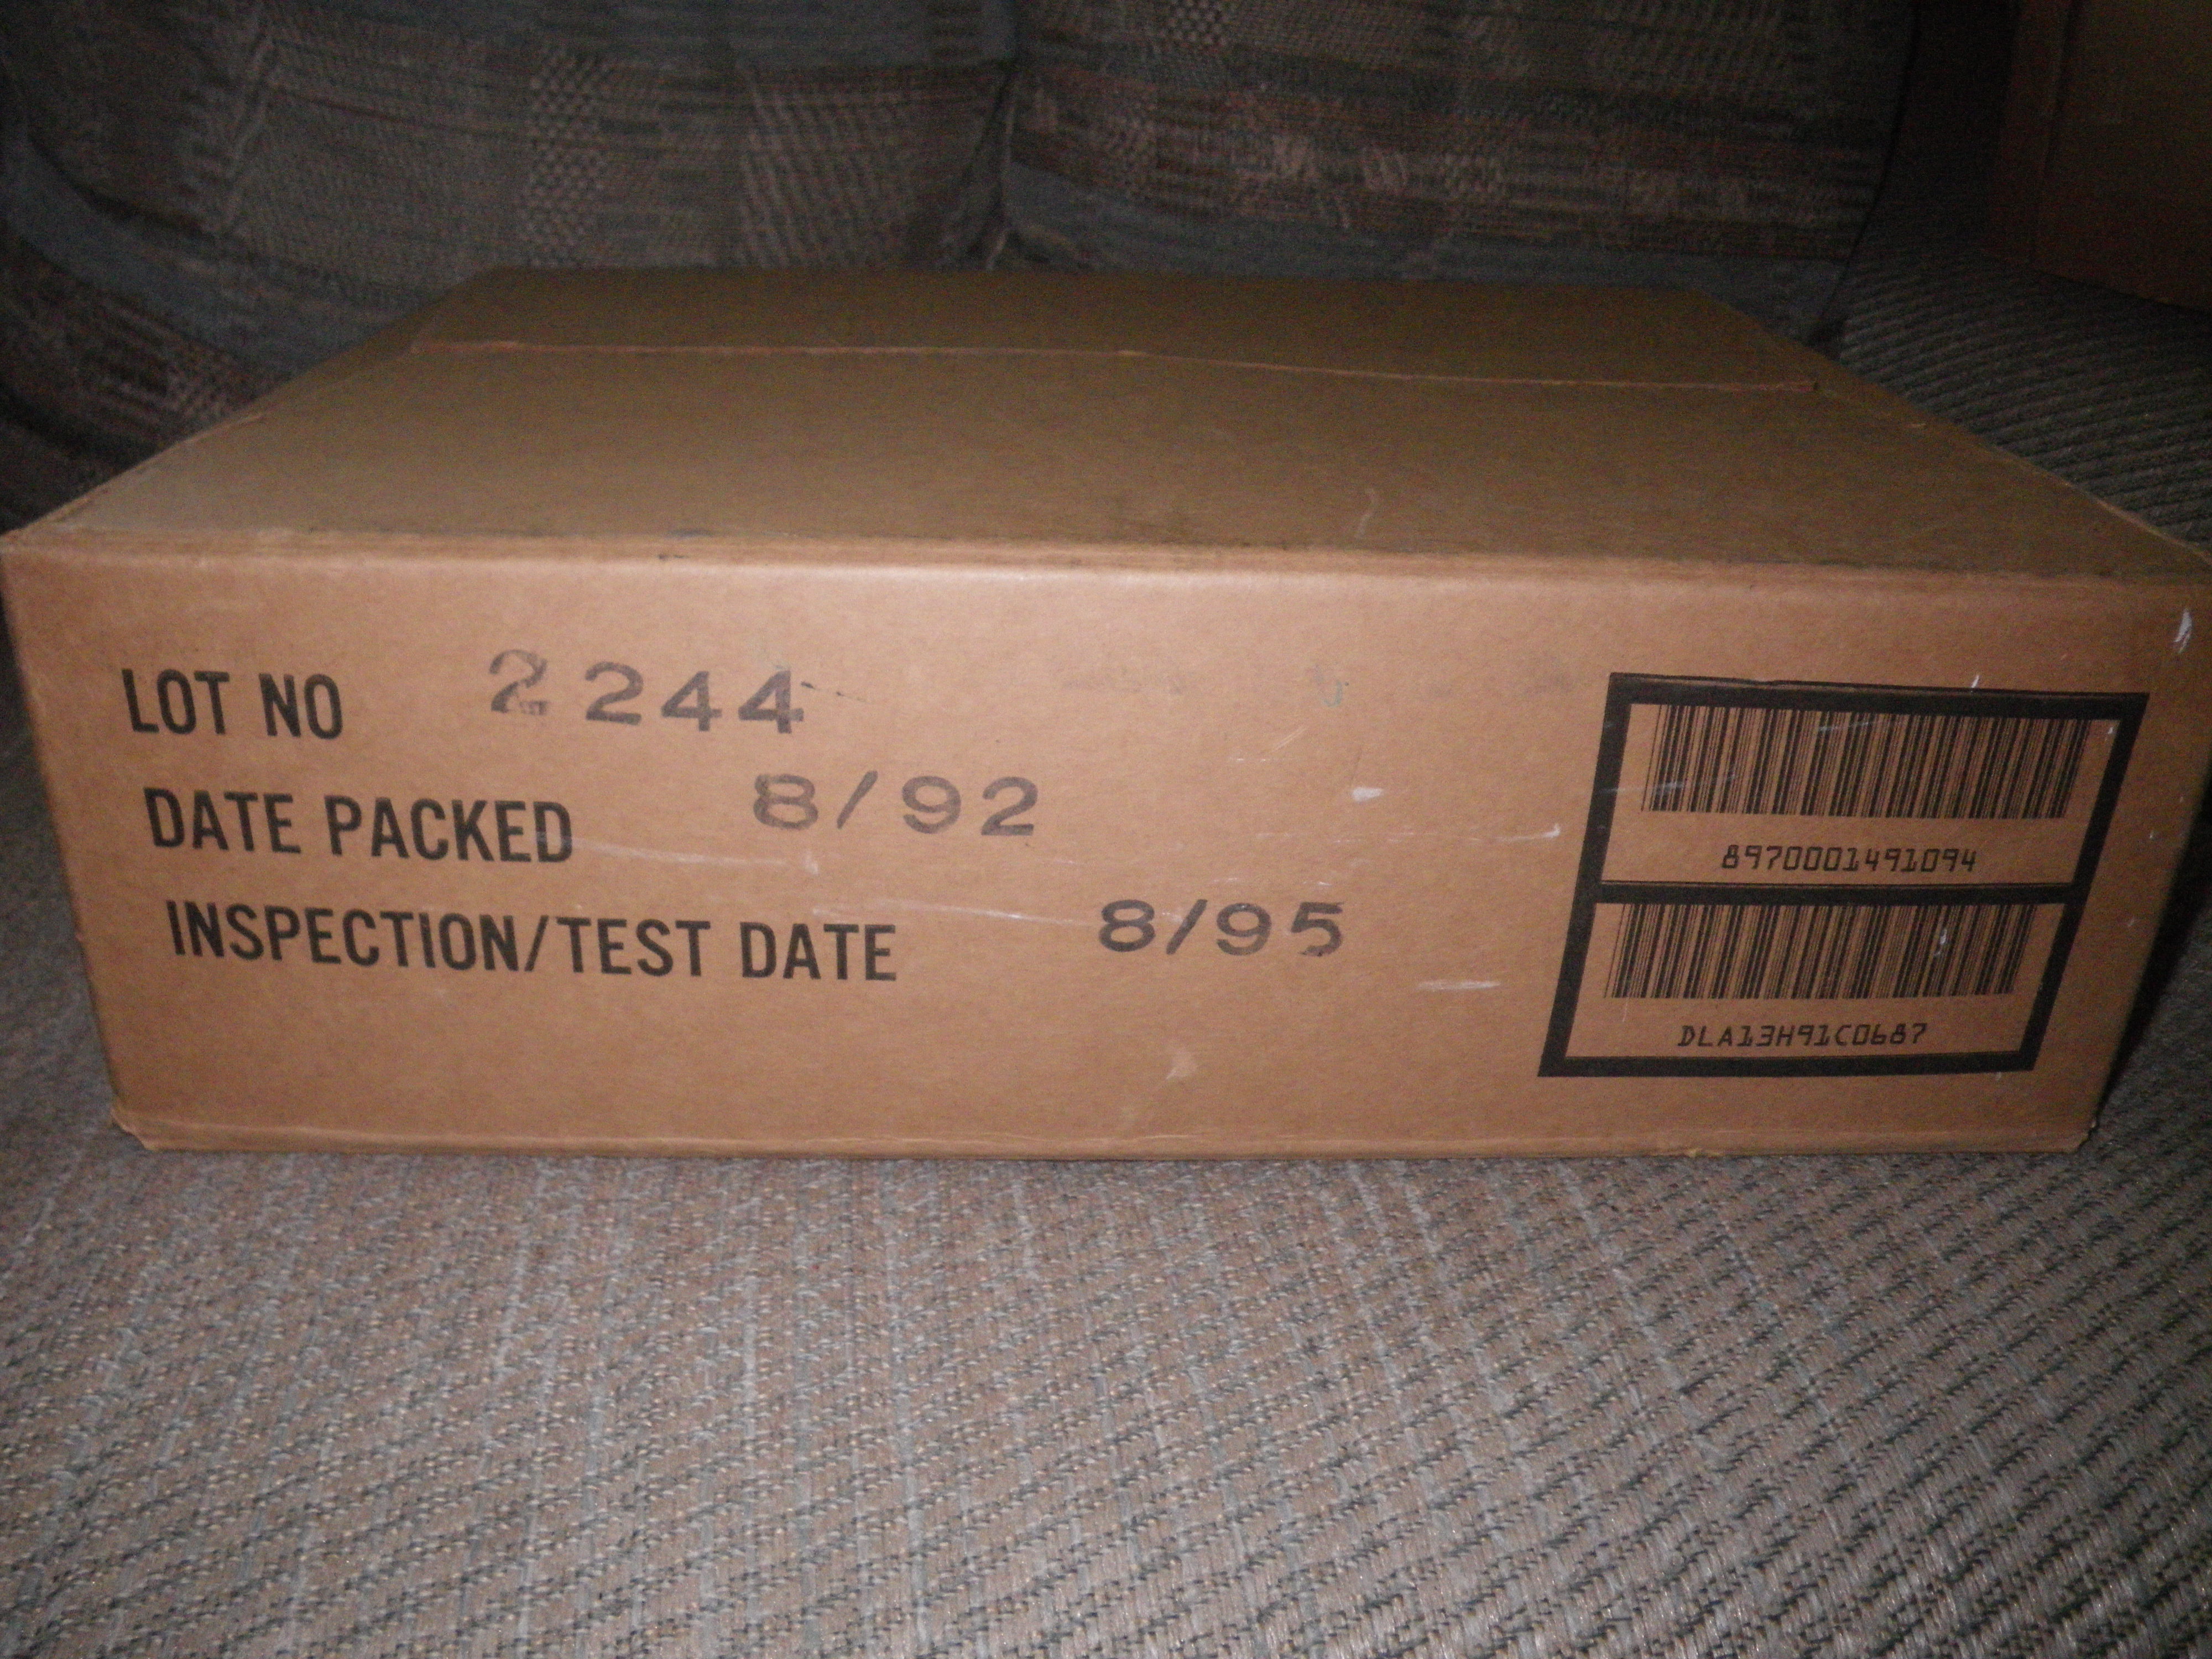 LOT NO 2244
DATE PACKED 8/92
INSPECTION/TEST DATE 8/95
8970001491094
DLA13H91C0687